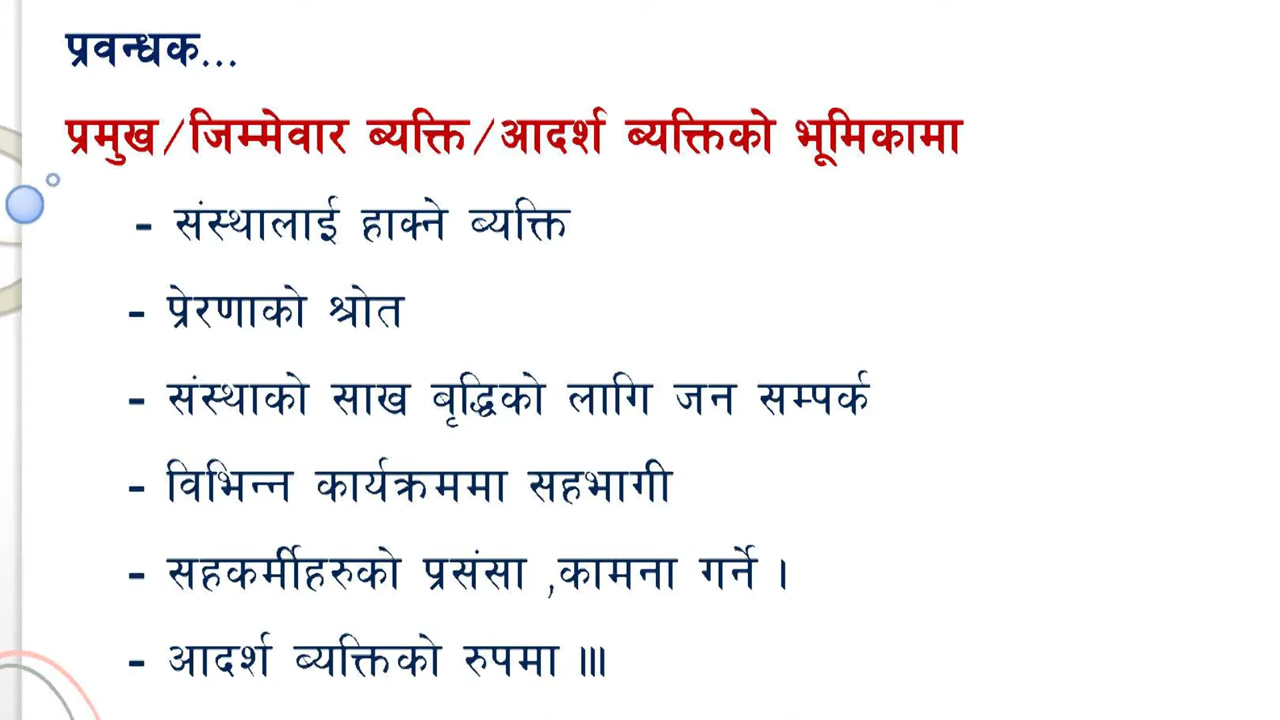 प्रवन्धक...
प्रमुख/जिम्मेवार ब्यक्ति/आदर्श ब्यक्तिको भूमिकामा
- संस्थालाई हाक्ने ब्यक्ति
- प्रेरणाको श्रोत
- संस्थाको साख बृद्धिको लागि जन सम्पर्क
- विभिन्न कार्यक्रममा सहभागी
- सहकर्मीहरुको प्रसंसा ,कामना गर्ने ।
- आदर्श ब्यक्तिको रुपमा ।।।